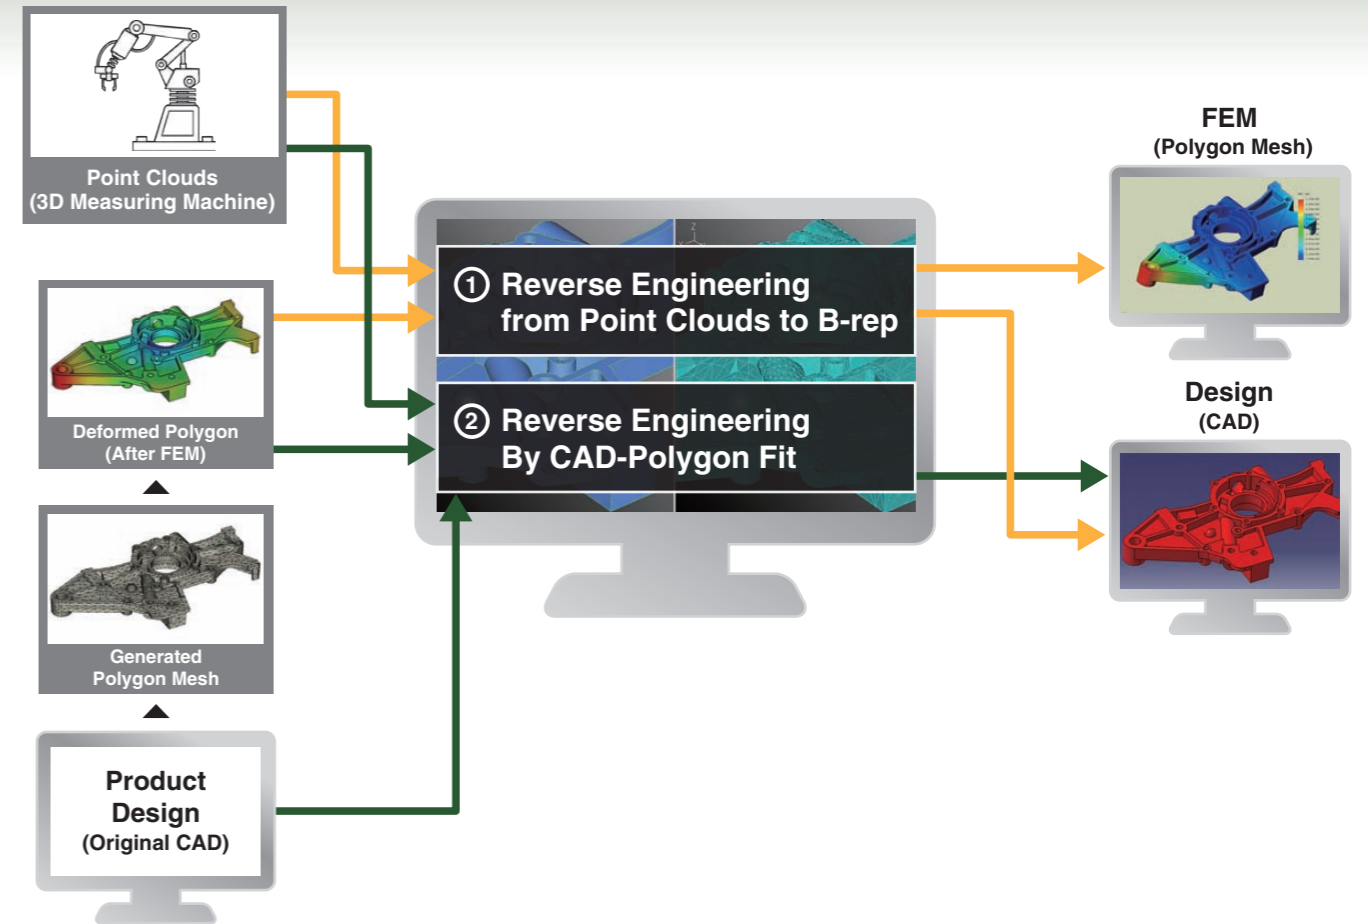 Point Clouds
(3D Measuring Machine)
Deformed Polygon
(After FEM)
Generated
Polygon Mesh
Product
Design
(Original CAD)
① Reverse Engineering
from Point Clouds to B-rep
② Reverse Engineering
By CAD-Polygon Fit
Z
FEM
(Polygon Mesh)
Design
(CAD)